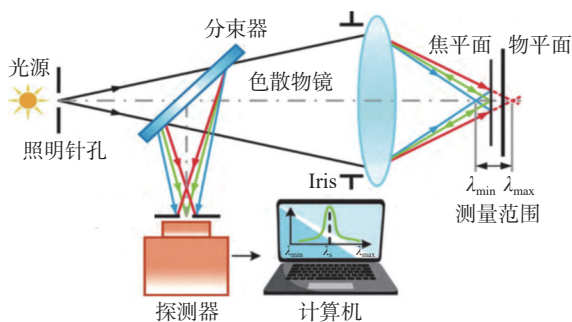 分束器
光源
色散物镜
焦平面
物平面
照明针孔
Iris
λmin
λmax
测量范围
λmin
λs
λmax
探测器
计算机